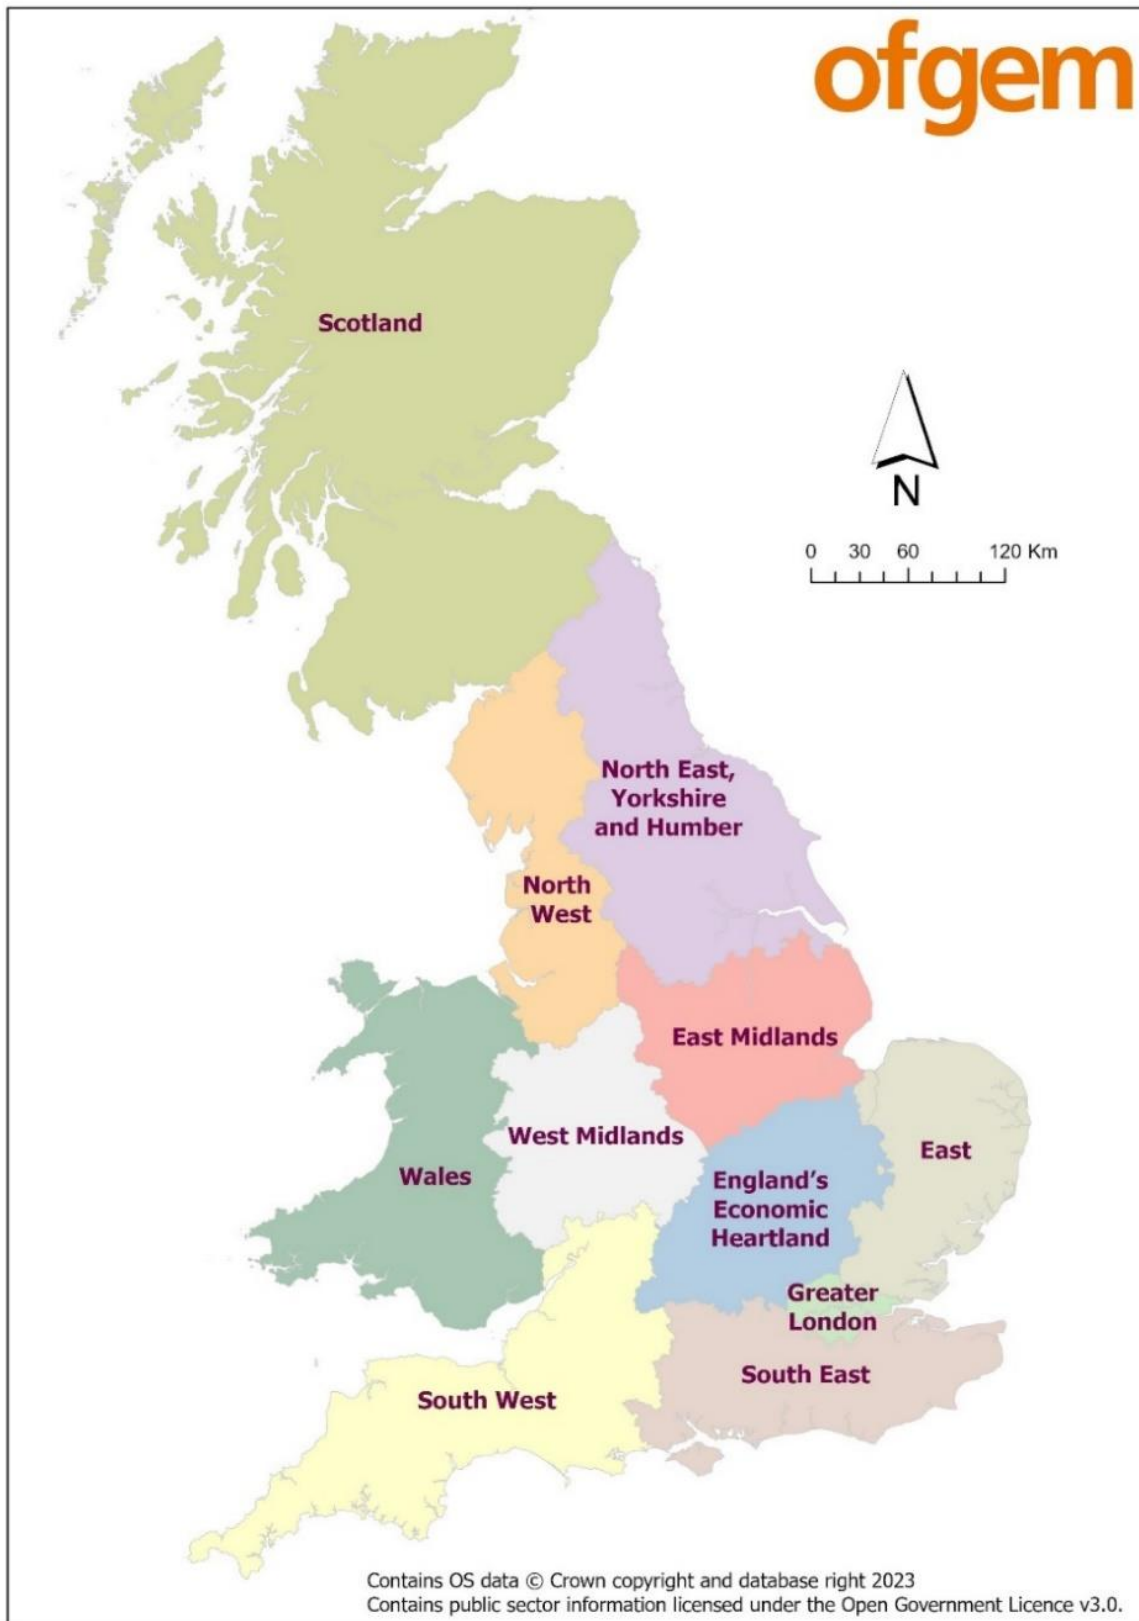 ofgem
Scotland
N
0 30 60 120 Km
North East,
Yorkshire
and Humber
North
West
East Midlands
West Midlands
East
Wales
England’s
Economic
Heartland
Greater
London
South East
South West
Contains OS data © Crown copyright and database right 2023
Contains public sector information licensed under the Open Government Licence v3.0.